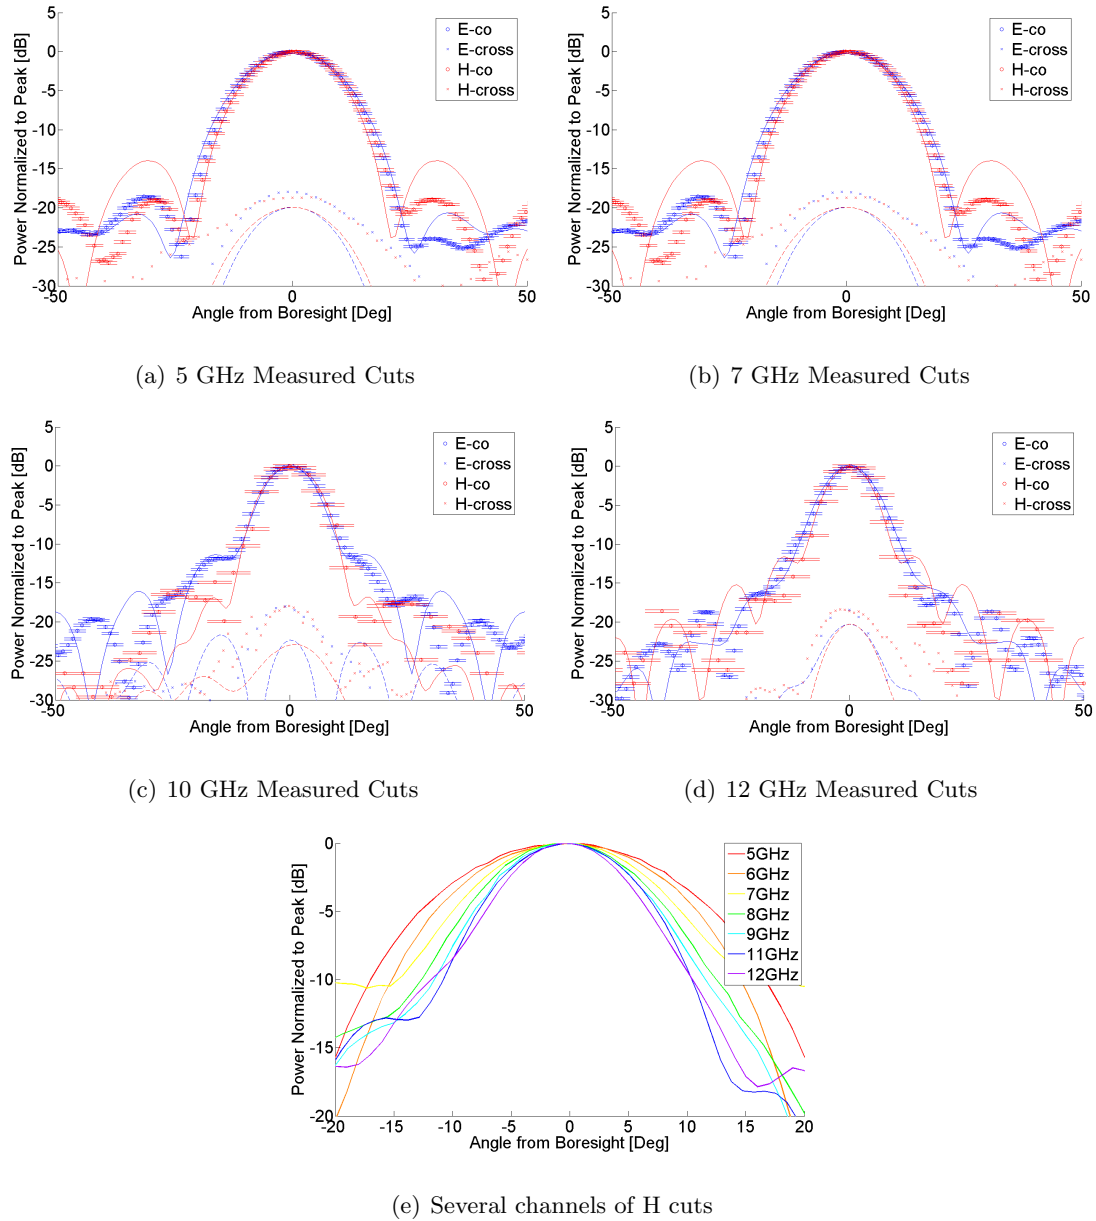 5
0
-5
-10
-15
-20
-25
-30
-50
0
50
Power Normalized to Peak [dB]
Angle from Boresight [Deg]
E-co
E-cross
H-co
H-cross
(a) 5 GHz Measured Cuts
5
0
-5
-10
-15
-20
-25
-30
-50
0
50
Power Normalized to Peak [dB]
Angle from Boresight [Deg]
E-co
E-cross
H-co
H-cross
(b) 7 GHz Measured Cuts
5
0
-5
-10
-15
-20
-25
-30
-50
0
50
Power Normalized to Peak [dB]
Angle from Boresight [Deg]
E-co
E-cross
H-co
H-cross
(c) 10 GHz Measured Cuts
5
0
-5
-10
-15
-20
-25
-30
-50
0
50
Power Normalized to Peak [dB]
Angle from Boresight [Deg]
E-co
E-cross
H-co
H-cross
(d) 12 GHz Measured Cuts
0
-5
-10
-15
-20
-20
-15
-10
-5
0
5
10
15
20
Power Normalized to Peak [dB]
Angle from Boresight [Deg]
5GHz
6GHz
7GHz
8GHz
9GHz
11GHz
12GHz
(e) Several channels of H cuts